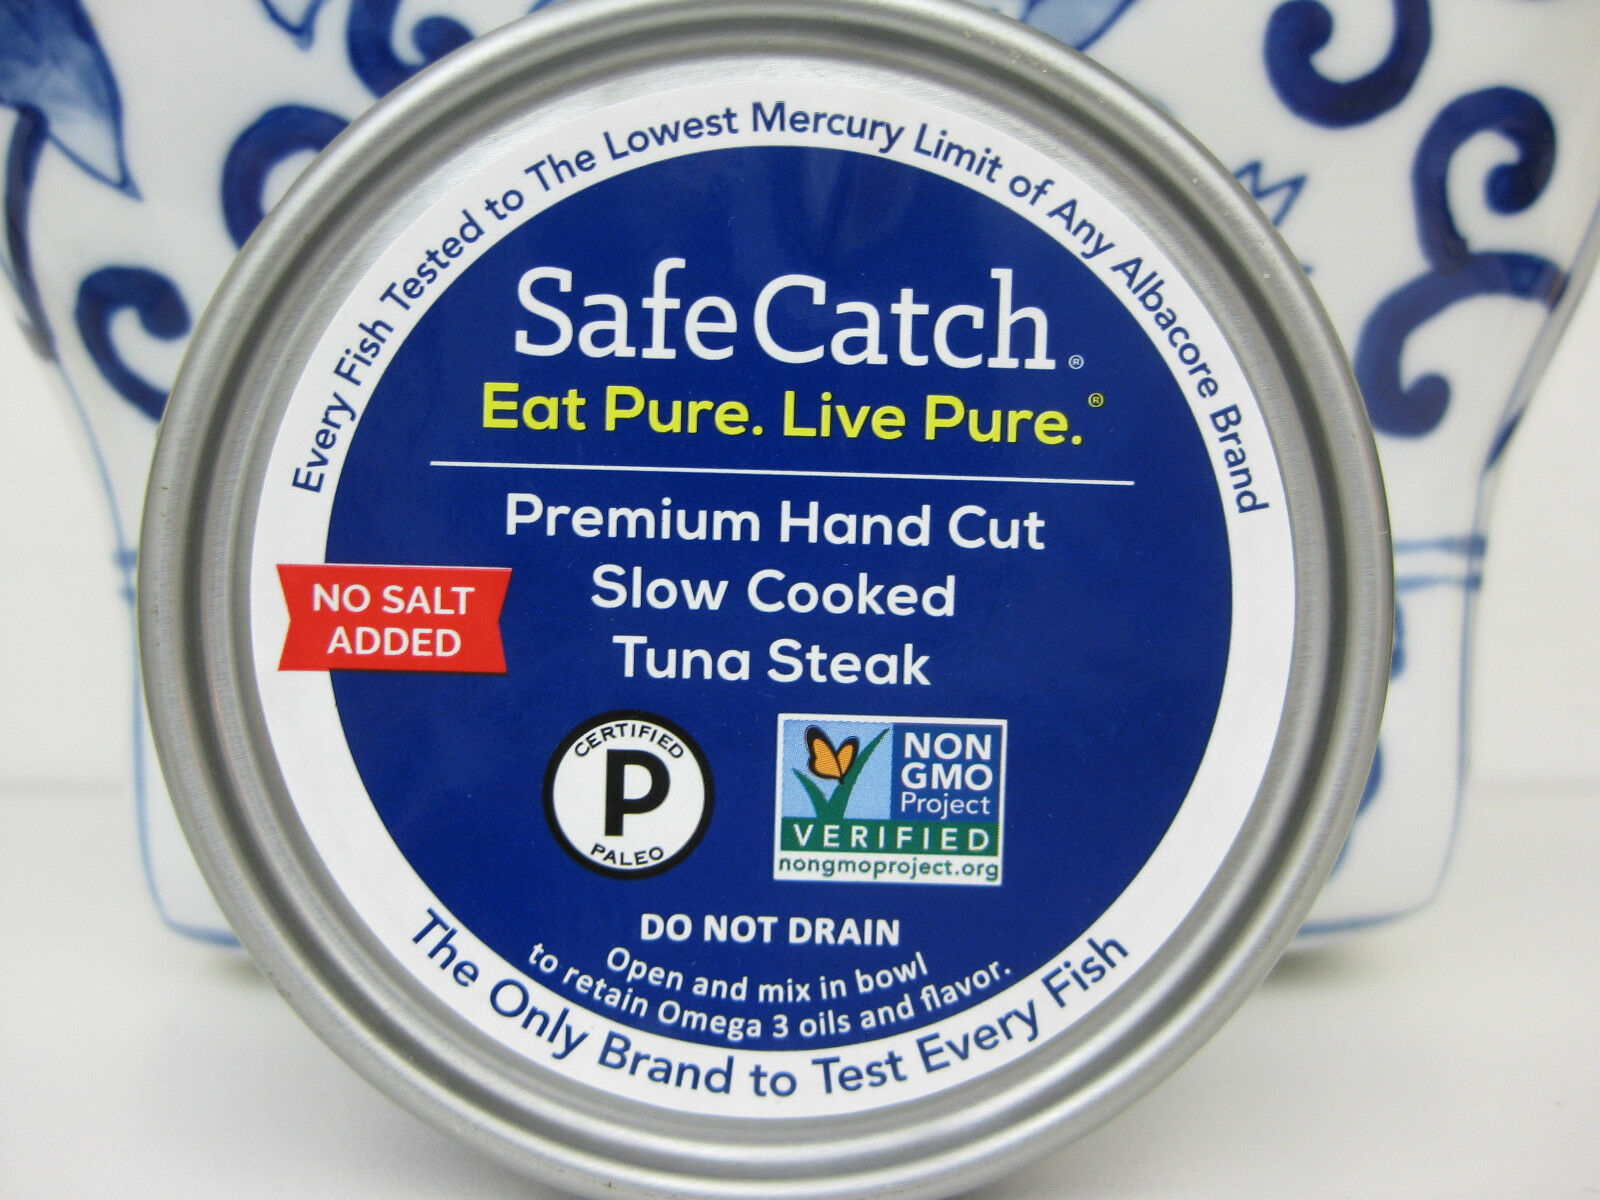 Every Fish Tested to The Lowest Mercury Limit of Any Albacore Brand
Safe Catch®
Eat Pure. Live Pure.®
Premium Hand Cut
Slow Cooked
Tuna Steak
NO SALT
ADDED
CERTIFIED
P
PALEO
NON
GMO
Project
VERIFIED
nongmoproject.org
DO NOT DRAIN
Open and mix in bowl
to retain Omega 3 oils and flavor.
The Only Brand to Test Every Fish